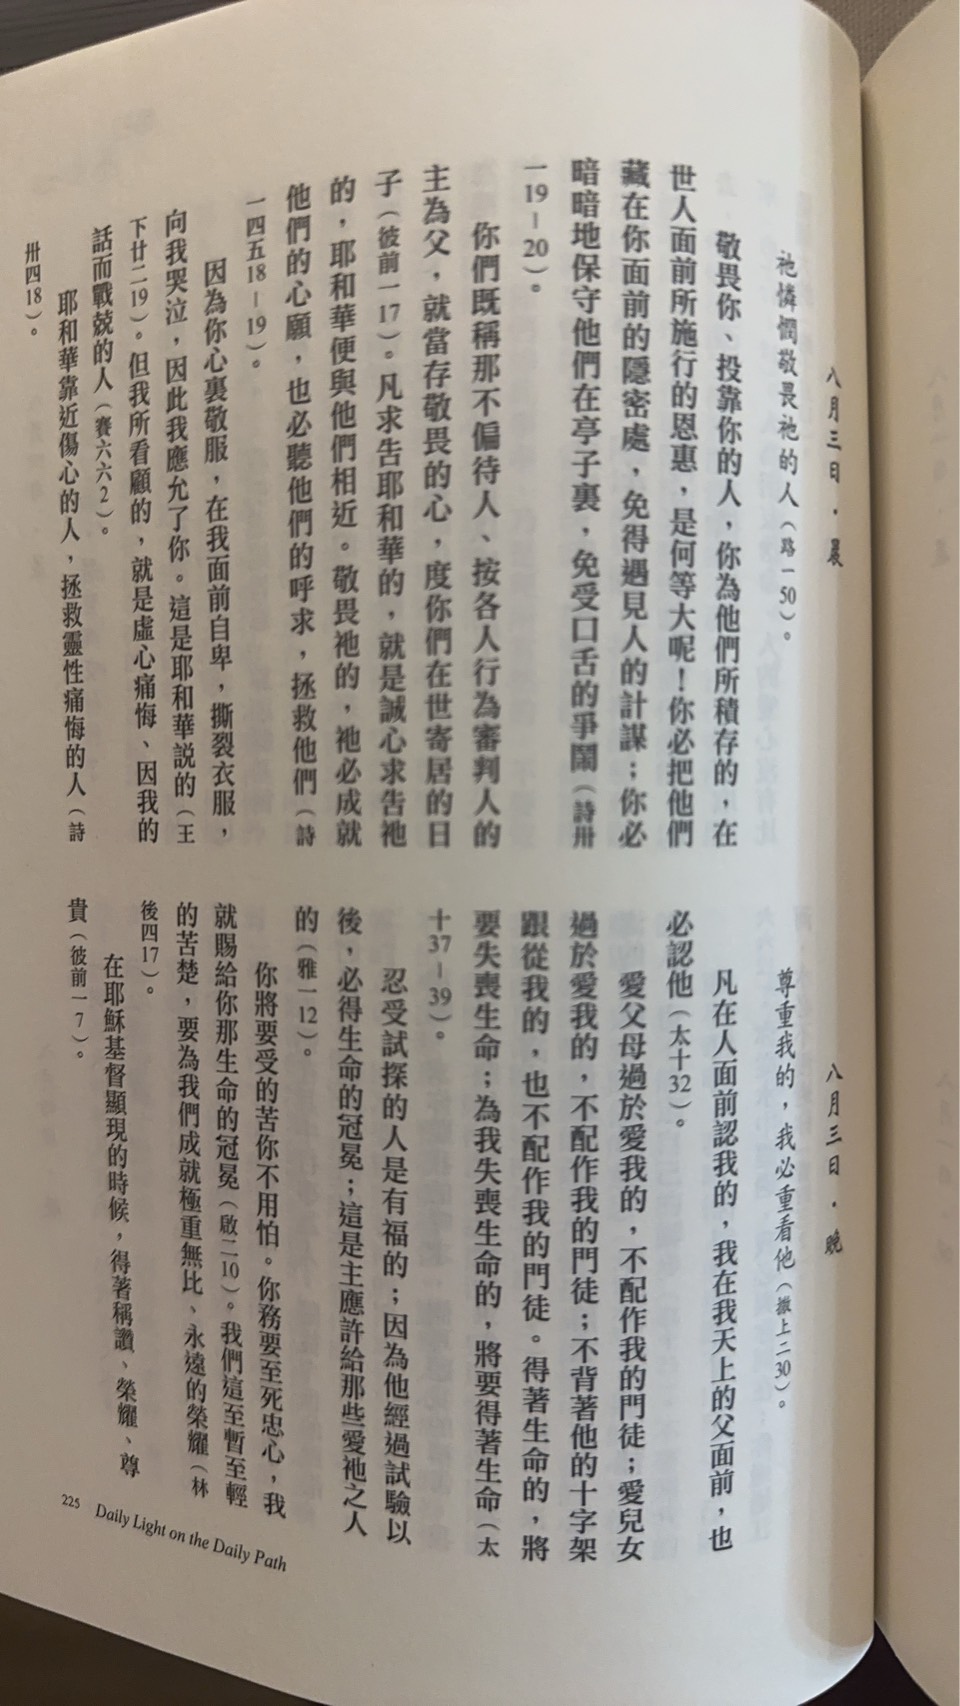 八月三日．晨
祂憐憫敬畏祂的人（路一50）。
敬畏你、投靠你的人，你為他們所積存的，在
世人面前所施行的恩惠，是何等大呢！你必把他們
藏在你面前的隱密處，免得遇見人的計謀；你必
暗暗地保守他們在亭子裏，免受口舌的爭鬧（詩卅
一19－20）。
你們既稱那不偏待人、按各人行為審判人的
主為父，就當存敬畏的心，度你們在世寄居的日
子（彼前一17）。凡求告耶和華的，就是誠心求告祂
的，耶和華便與他們相近。敬畏祂的，祂必成就
他們的心願，也必聽他們的呼求，拯救他們（詩
一四五18－19）。
因為你心裏敬服，在我面前自卑，撕裂衣服，
向我哭泣，因此我應允了你。這是耶和華説的（王
下廿二19）。但我所看顧的，就是虛心痛悔、因我的
話而戰兢的人（賽六六2）。
耶和華靠近傷心的人，拯救靈性痛悔的人（詩
卅四18）。
八月三日．晚
尊重我的，我必重看他（撒上二30）。
凡在人面前認我的，我在我天上的父面前，也
必認他（太十32）。
愛父母過於愛我的，不配作我的門徒；愛兒女
過於愛我的，不配作我的門徒；不背著他的十字架
跟從我的，也不配作我的門徒。得著生命的，將
要失喪生命；為我失喪生命的，將要得著生命（太
十37－39）。
忍受試探的人是有福的；因為他經過試驗以
後，必得生命的冠冕；這是主應許給那些愛祂之人
的（雅一12）。
你將要受的苦你不用怕。你務要至死忠心，我
就賜給你那生命的冠冕（啟二10）。我們這至暫至輕
的苦楚，要為我們成就極重無比、永遠的榮耀（林
後四17）。
在耶穌基督顯現的時候，得著稱讚、榮耀、尊
貴（彼前一7）。
225 Daily Light on the Daily Path